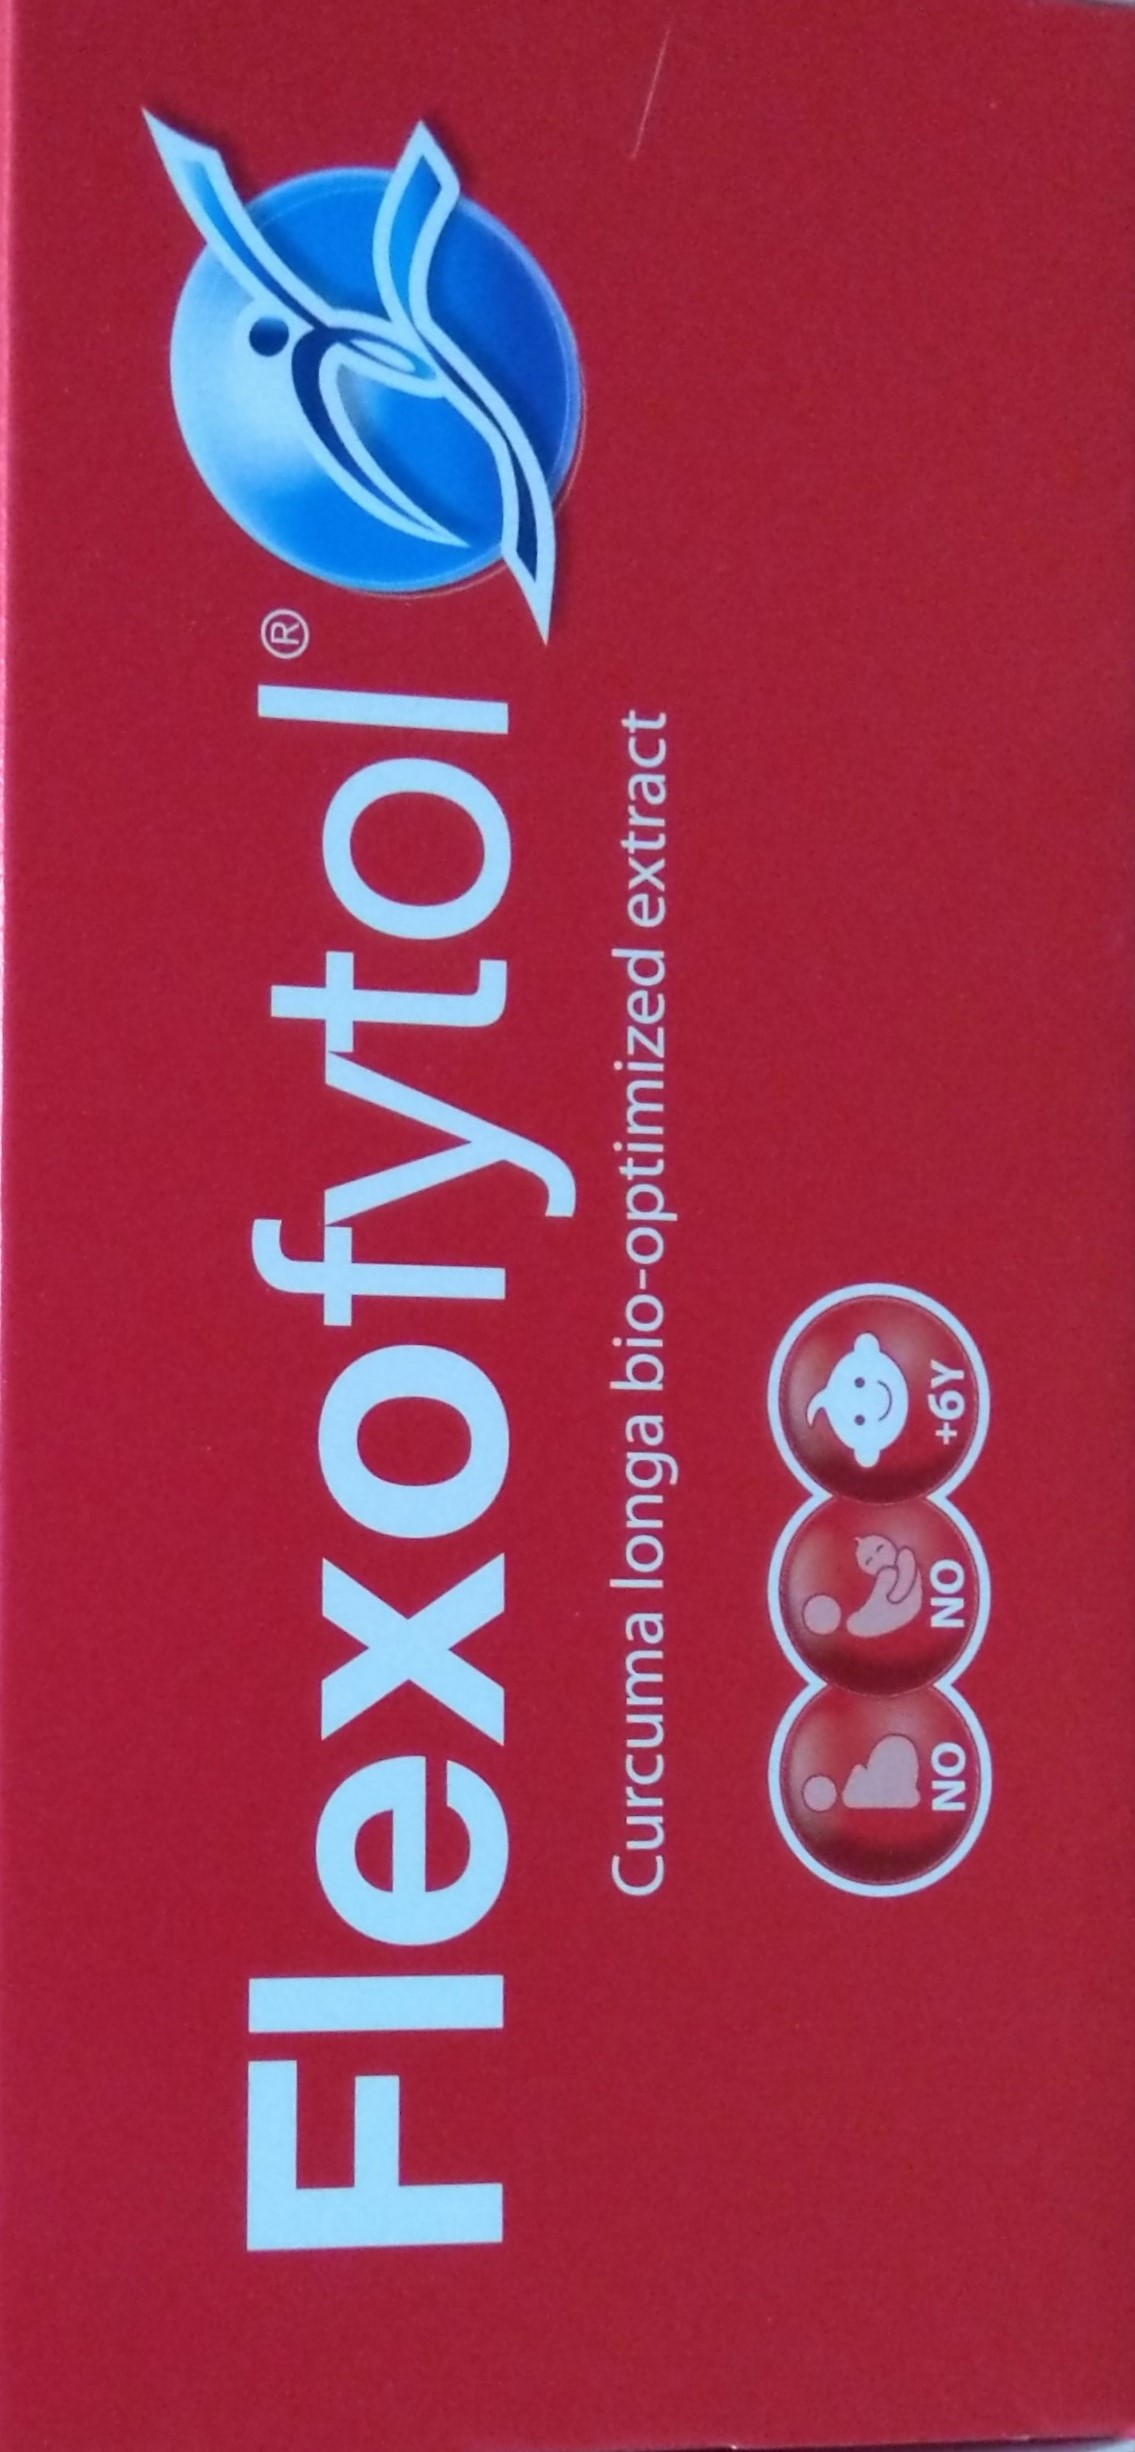 Flexofytol®
Curcuma longa bio-optimized extract
NO NO +6Y